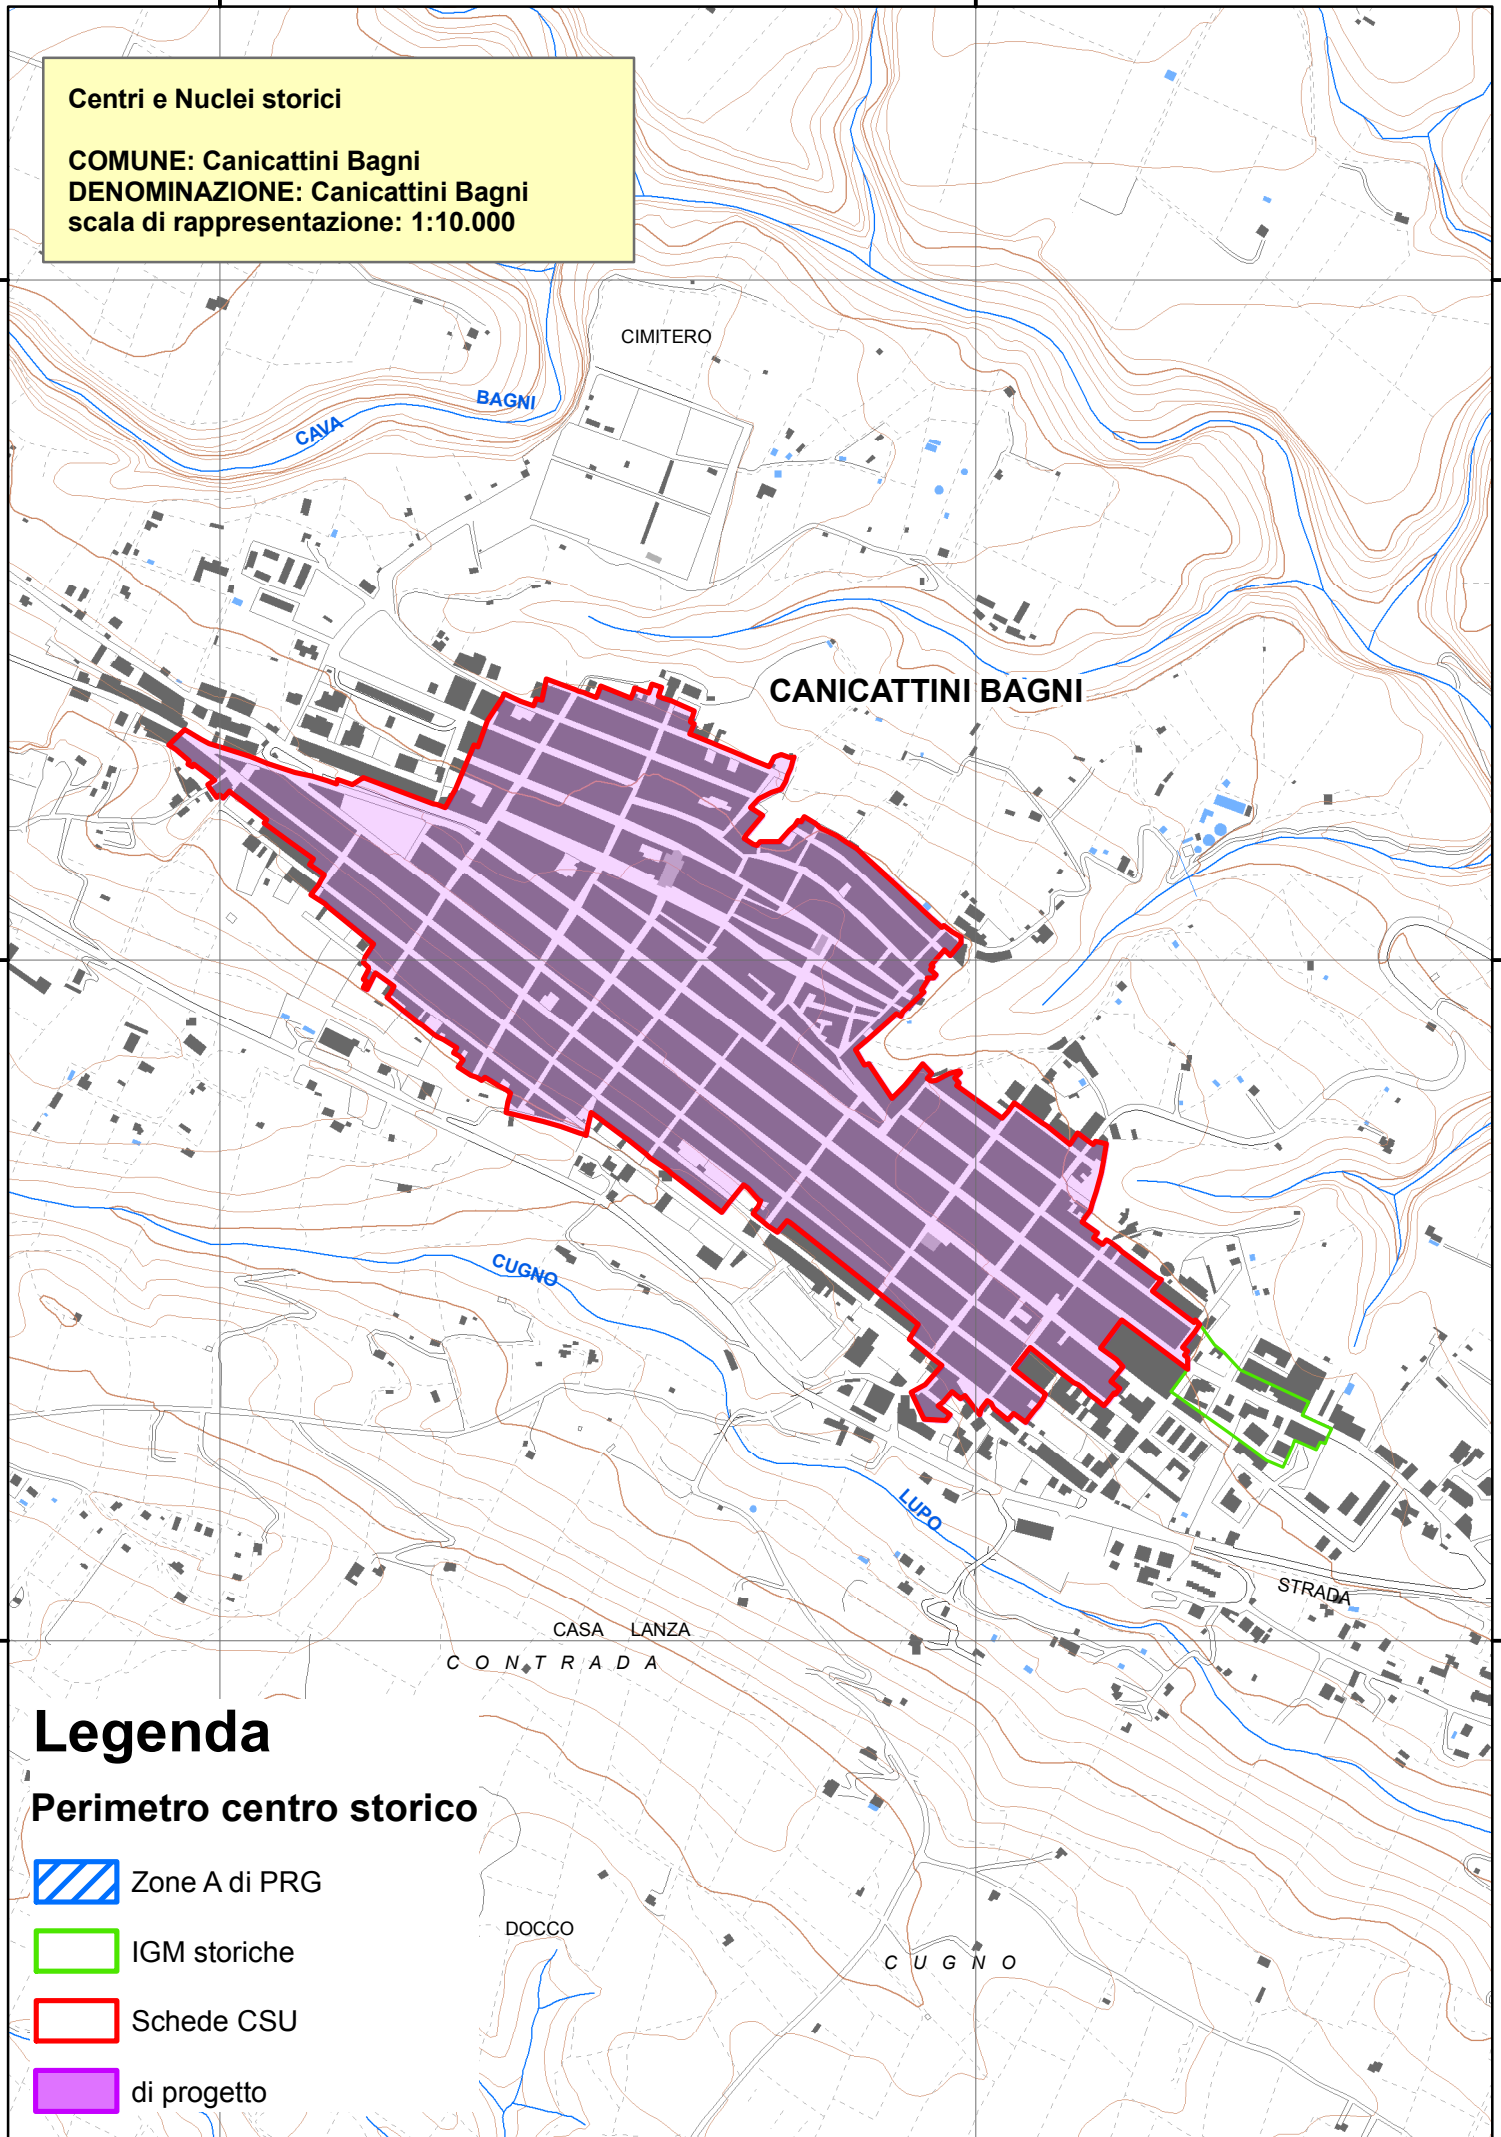 Centri e Nuclei storici
COMUNE: Canicattini Bagni
DENOMINAZIONE: Canicattini Bagni
scala di rappresentazione: 1:10.000
CIMITERO
BAGNI
CAVA
CANICATTINI BAGNI
CUGNO
LUPO
STRADA
CASA LANZA
CONTRADA
Legenda
Perimetro centro storico
Zone A di PRG
IGM storiche
Schede CSU
di progetto
DOCCO
CUGNO